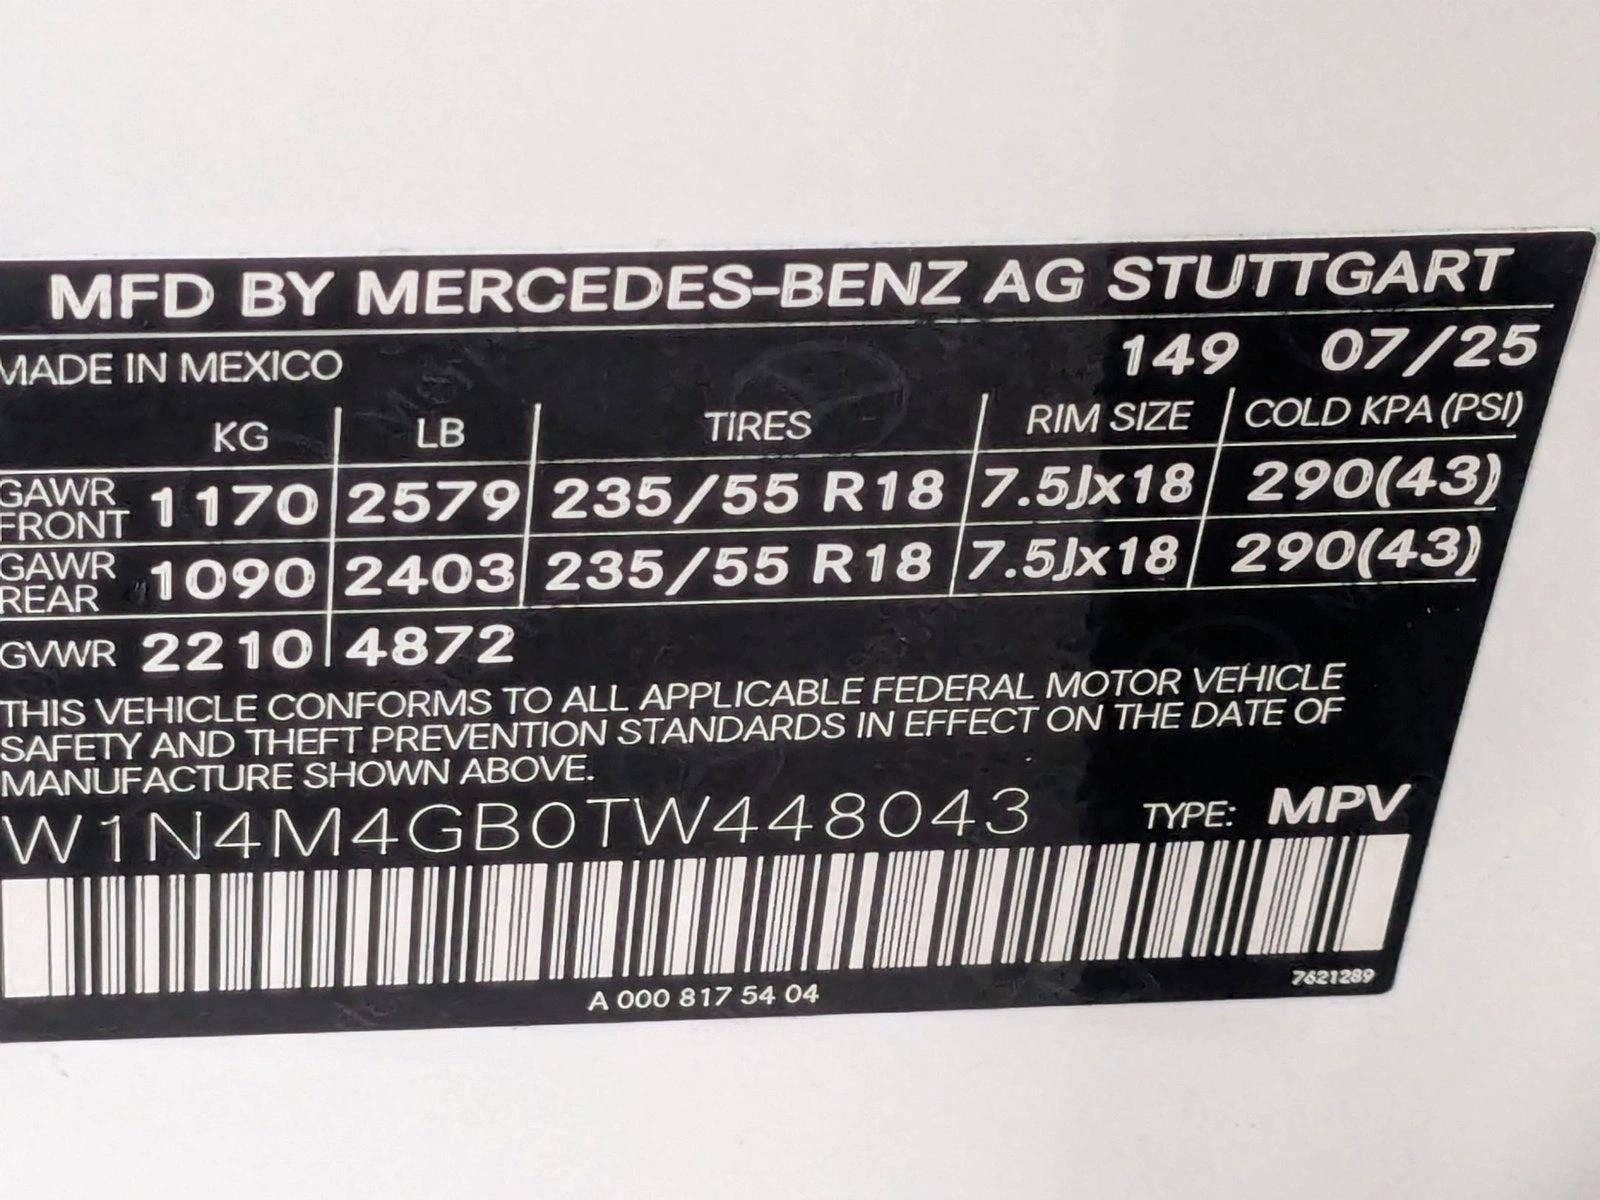 MFD BY MERCEDES-BENZ AG STUTTGART
MADE IN MEXICO 149 07/25
KG LB TIRES RIM SIZE COLD KPA (PSI)
GAWR FRONT 1170 2579 235/55 R18 7.5Jx18 290(43)
GAWR REAR 1090 2403 235/55 R18 7.5Jx18 290(43)
GVWR 2210 4872
THIS VEHICLE CONFORMS TO ALL APPLICABLE FEDERAL MOTOR VEHICLE
SAFETY AND THEFT PREVENTION STANDARDS IN EFFECT ON THE DATE OF
MANUFACTURE SHOWN ABOVE.
W1N4M4GB0TW448043 TYPE: MPV
A 000 817 54 04 7621289